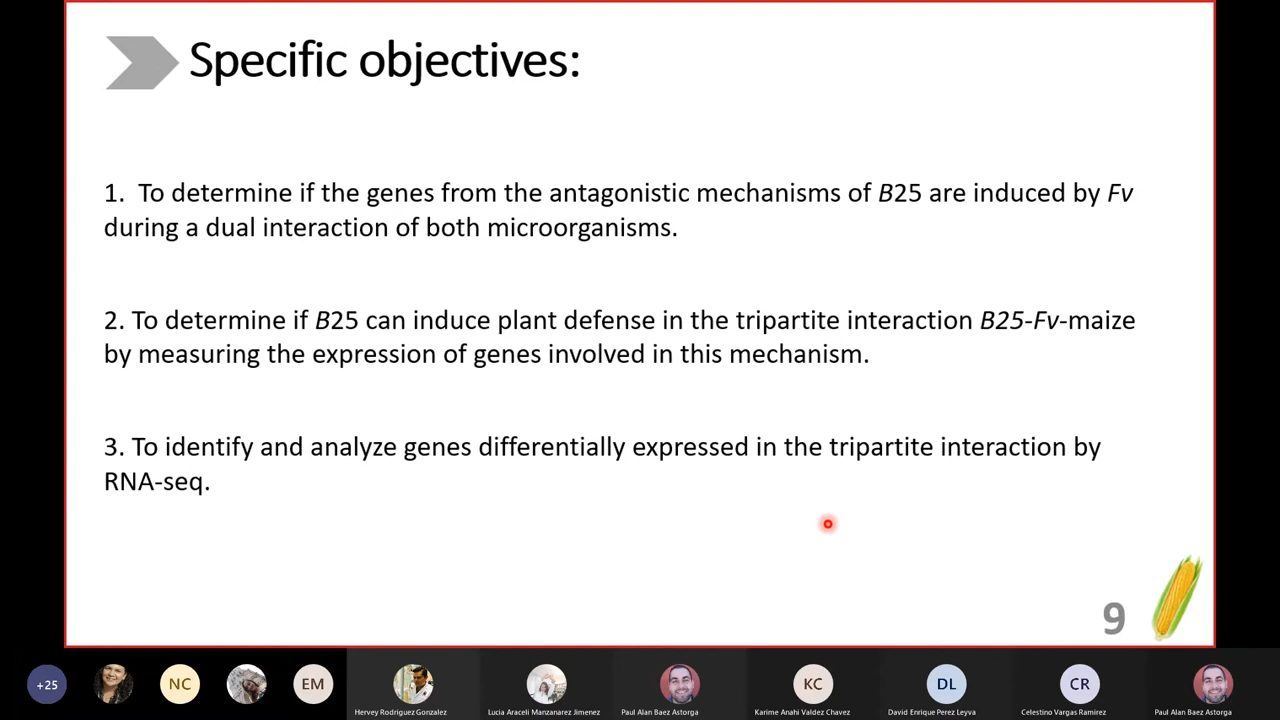 Specific objectives:
1. To determine if the genes from the antagonistic mechanisms of B25 are induced by Fv
during a dual interaction of both microorganisms.
2. To determine if B25 can induce plant defense in the tripartite interaction B25-Fv-maize
by measuring the expression of genes involved in this mechanism.
3. To identify and analyze genes differentially expressed in the tripartite interaction by
RNA-seq.
9
+25
NC
EM
KC
DL
CR
Hervey Rodriguez Gonzalez
Lucia Araceli Manzanarez Jimenez
Paul Alan Baez Astorga
Karime Anahi Valdez Chavez
David Enrique Perez Leyva
Celestino Vargas Ramirez
Paul Alan Baez Astorga